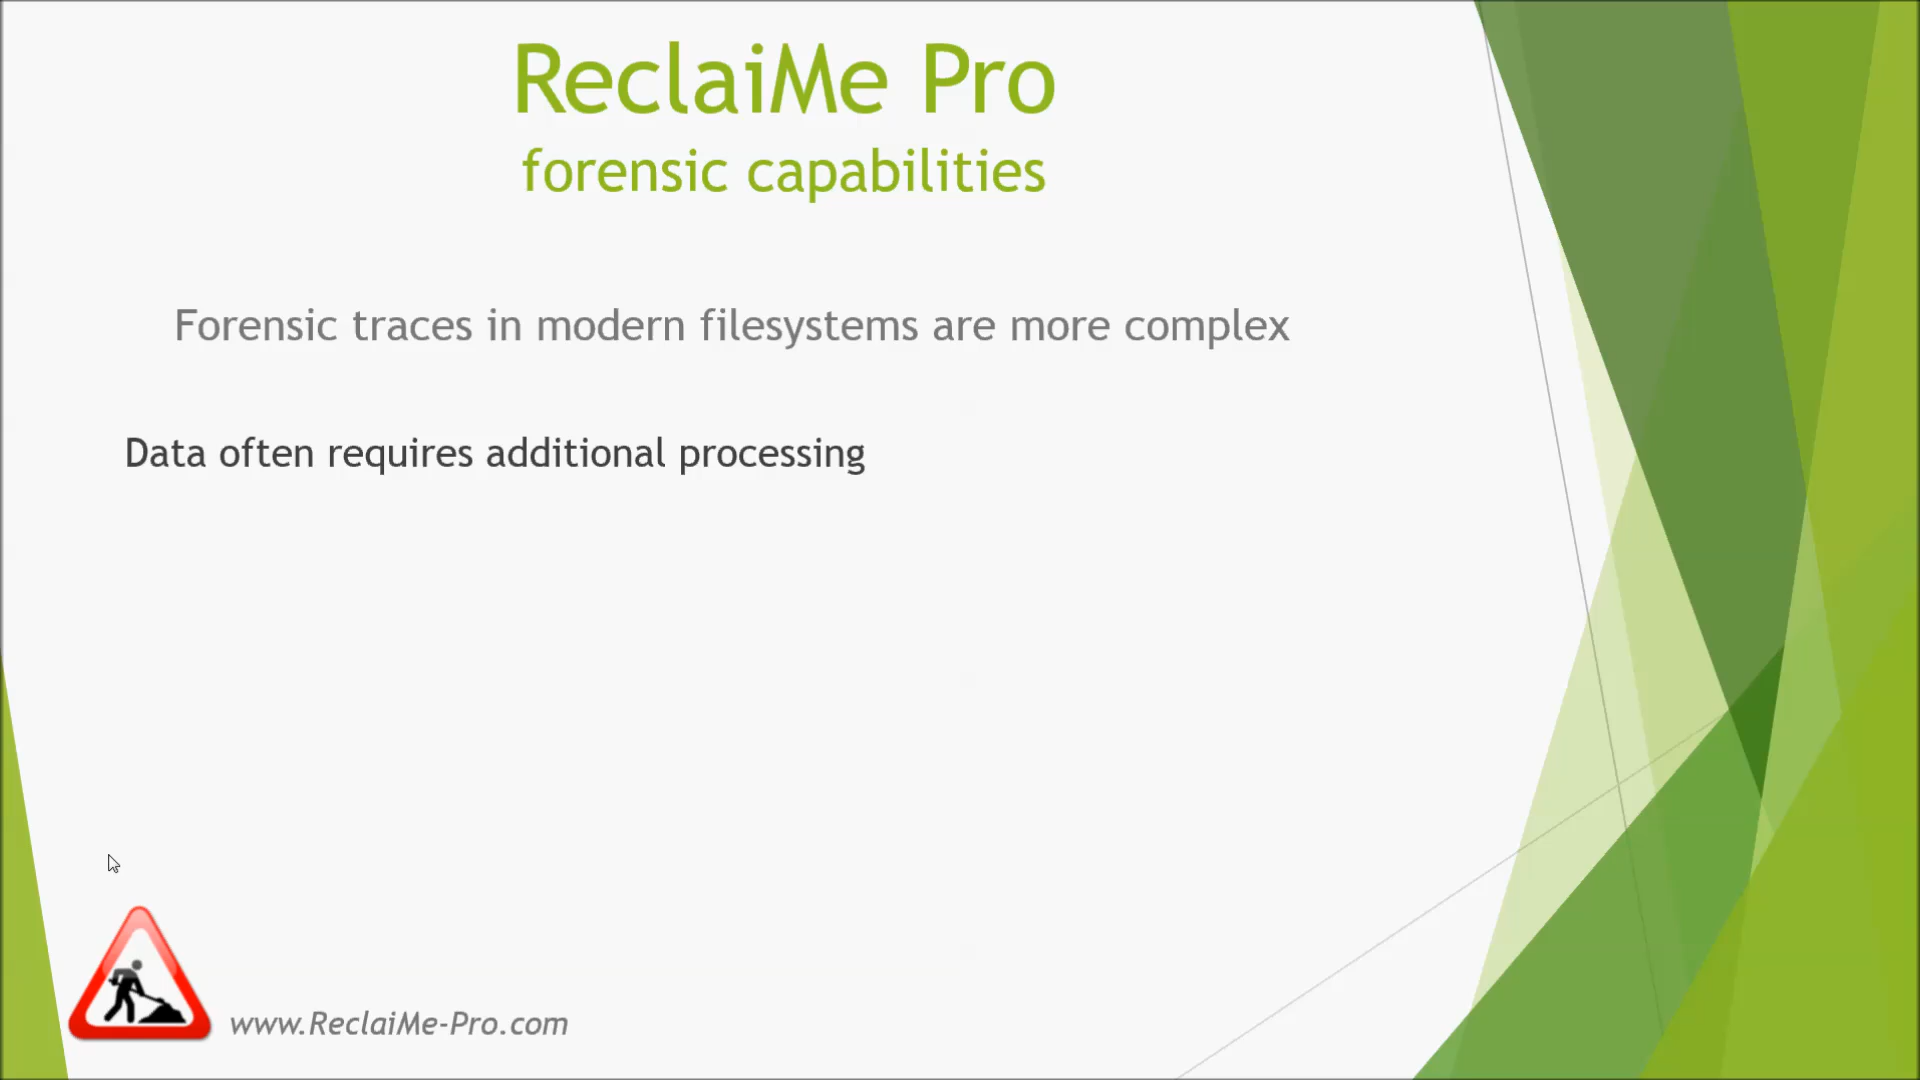 ReclaiMe Pro
forensic capabilities
Forensic traces in modern filesystems are more complex
Data often requires additional processing
www.ReclaiMe-Pro.com